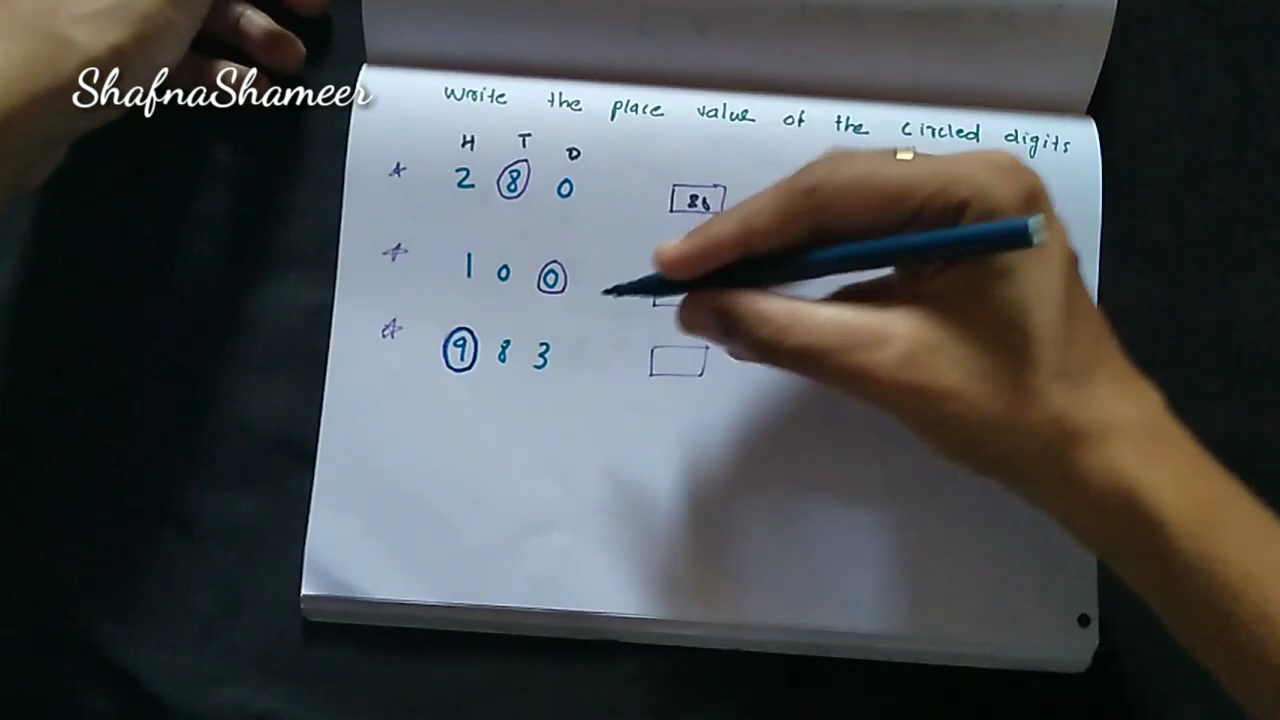 ShafnaShameer
Write the place value of the circled digits
H T O
2 8 0 80
1 0 0
9 8 3